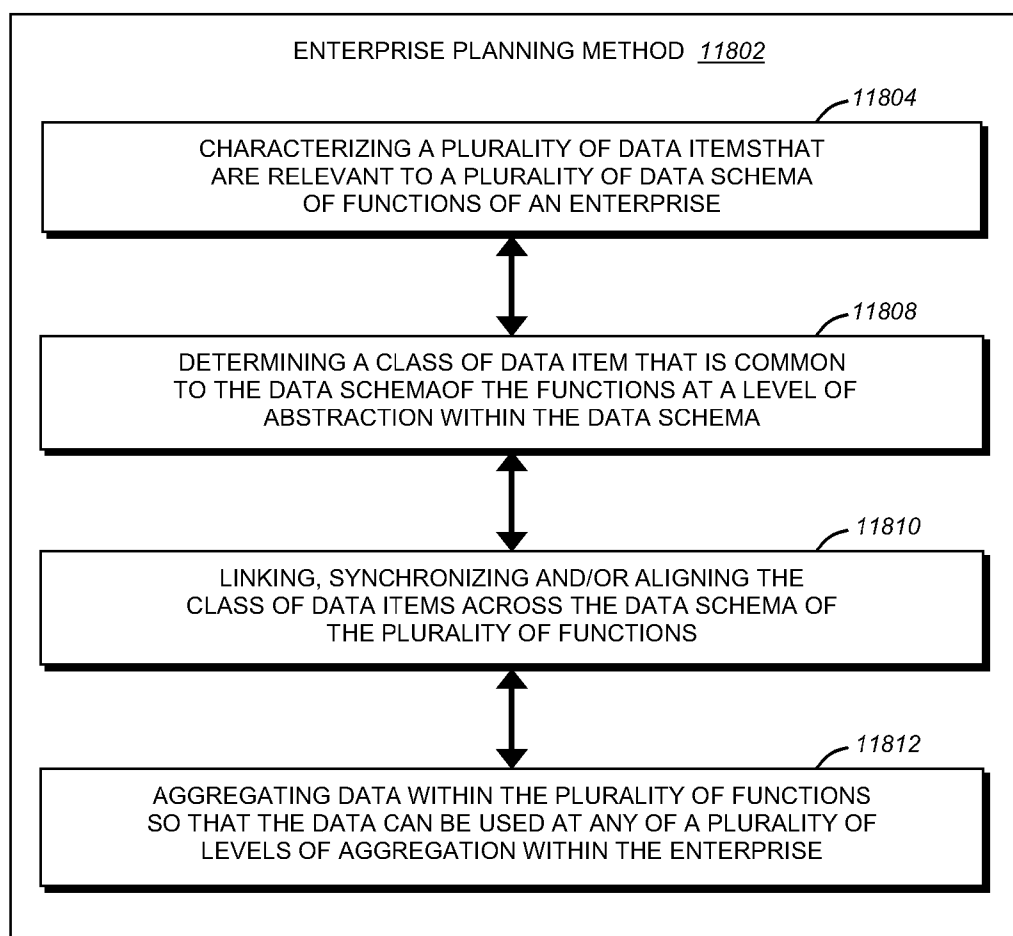 ENTERPRISE PLANNING METHOD 11802
11804
CHARACTERIZING A PLURALITY OF DATA ITEMSTHAT
ARE RELEVANT TO A PLURALITY OF DATA SCHEMA
OF FUNCTIONS OF AN ENTERPRISE
11808
DETERMINING A CLASS OF DATA ITEM THAT IS COMMON
TO THE DATA SCHEMAOF THE FUNCTIONS AT A LEVEL OF
ABSTRACTION WITHIN THE DATA SCHEMA
11810
LINKING, SYNCHRONIZING AND/OR ALIGNING THE
CLASS OF DATA ITEMS ACROSS THE DATA SCHEMA OF
THE PLURALITY OF FUNCTIONS
11812
AGGREGATING DATA WITHIN THE PLURALITY OF FUNCTIONS
SO THAT THE DATA CAN BE USED AT ANY OF A PLURALITY OF
LEVELS OF AGGREGATION WITHIN THE ENTERPRISE